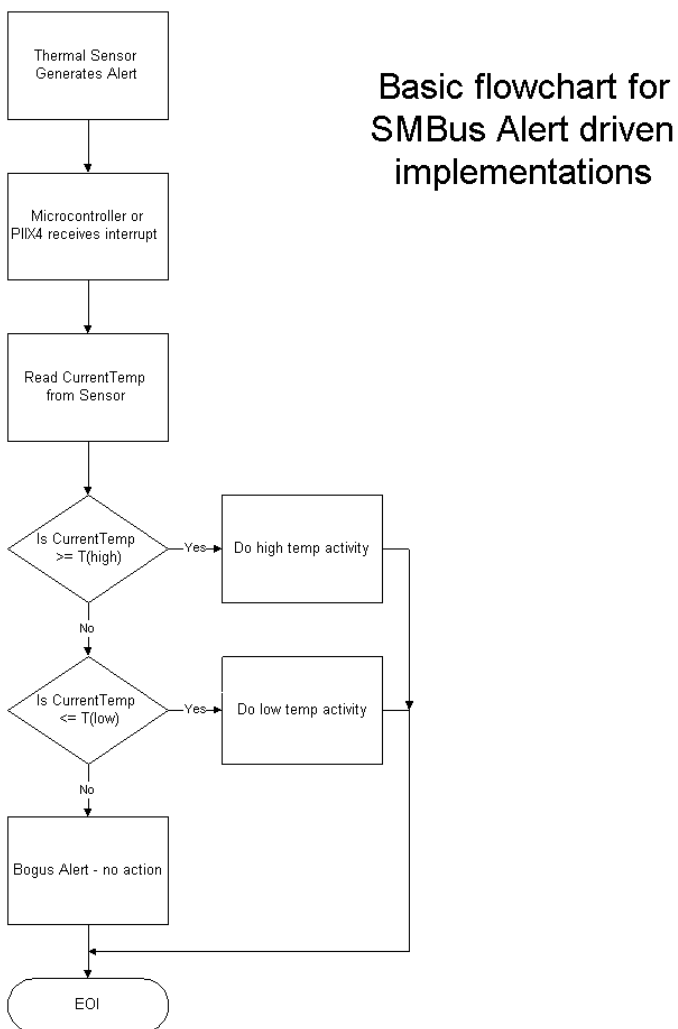 Thermal Sensor
Generates Alert
Basic flowchart for
SMBus Alert driven
implementations
Microcontroller or
PIIX4 receives interrupt
Read CurrentTemp
from Sensor
Is CurrentTemp
>= T(high)
Yes
Do high temp activity
No
Is CurrentTemp
<= T(low)
Yes
Do low temp activity
No
Bogus Alert - no action
EOI